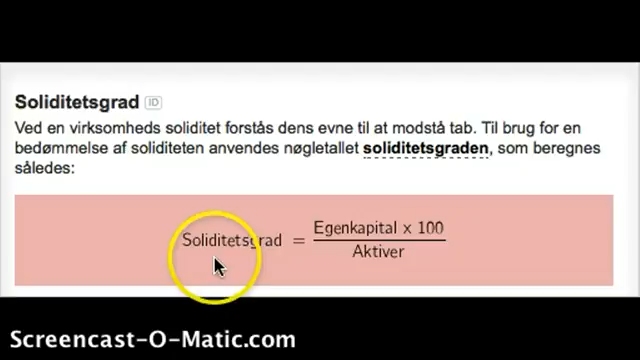 Soliditetsgrad ID
Ved en virksomheds soliditet forstås dens evne til at modstå tab. Til brug for en
bedømmelse af soliditeten anvendes nøgletallet soliditetsgraden, som beregnes
således:
Soliditetsgrad = Egenkapital x 100
Aktiver
Screencast-O-Matic.com